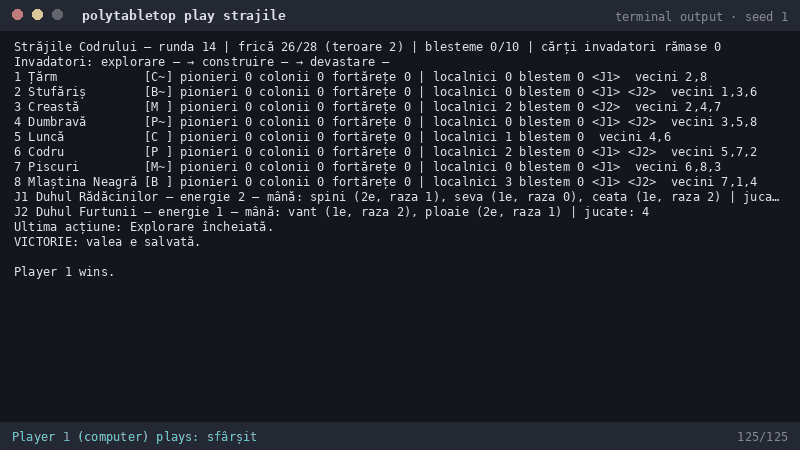 polytabletop play strajile
terminal output · seed 1
Străjile Codrului — runda 14 | frică 26/28 (teroare 2) | blesteme 0/10 | cărți invadatori rămase 0
Invadatori: explorare — → construire — → devastare —
1 Țărm [C~] pionieri 0 colonii 0 fortărețe 0 | localnici 0 blestem 0 <J1> vecini 2,8
2 Stufăriș [B~] pionieri 0 colonii 0 fortărețe 0 | localnici 0 blestem 0 <J1> <J2> vecini 1,3,6
3 Creastă [M ] pionieri 0 colonii 0 fortărețe 0 | localnici 2 blestem 0 <J2> vecini 2,4,7
4 Dumbravă [P~] pionieri 0 colonii 0 fortărețe 0 | localnici 0 blestem 0 <J1> <J2> vecini 3,5,8
5 Luncă [C ] pionieri 0 colonii 0 fortărețe 0 | localnici 1 blestem 0 vecini 4,6
6 Codru [P ] pionieri 0 colonii 0 fortărețe 0 | localnici 2 blestem 0 <J1> <J2> vecini 5,7,2
7 Piscuri [M~] pionieri 0 colonii 0 fortărețe 0 | localnici 0 blestem 0 <J1> vecini 6,8,3
8 Mlaștina Neagră [B ] pionieri 0 colonii 0 fortărețe 0 | localnici 3 blestem 0 <J1> <J2> vecini 7,1,4
J1 Duhul Rădăcinilor — energie 2 — mână: spini (2e, raza 1), seva (1e, raza 0), ceata (1e, raza 2) | juca…
J2 Duhul Furtunii — energie 1 — mână: vant (1e, raza 2), ploaie (2e, raza 1) | jucate: 4
Ultima acțiune: Explorare încheiată.
VICTORIE: valea e salvată.
Player 1 wins.
Player 1 (computer) plays: sfârșit
125/125